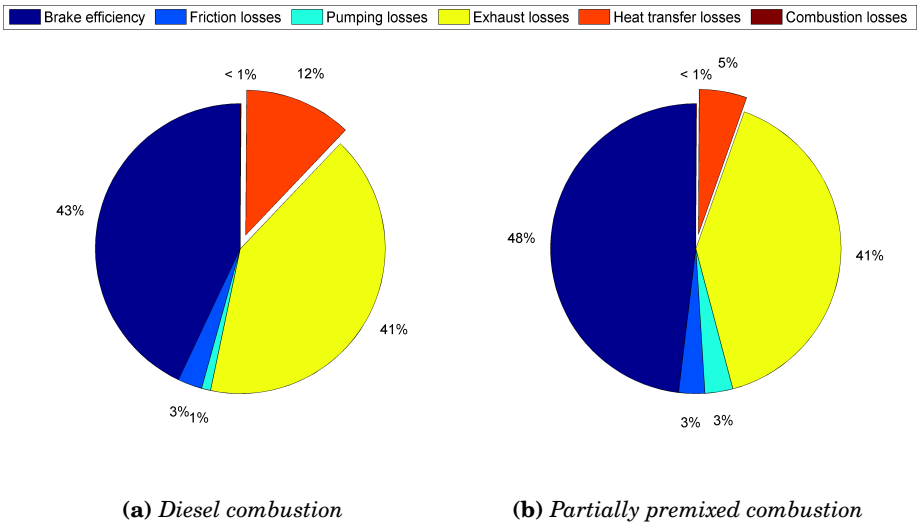 Brake efficiency Friction losses Pumping losses Exhaust losses Heat transfer losses Combustion losses
< 1% 12%
43%
41%
3% 1%
(a) Diesel combustion
< 1% 5%
48%
41%
3% 3%
(b) Partially premixed combustion